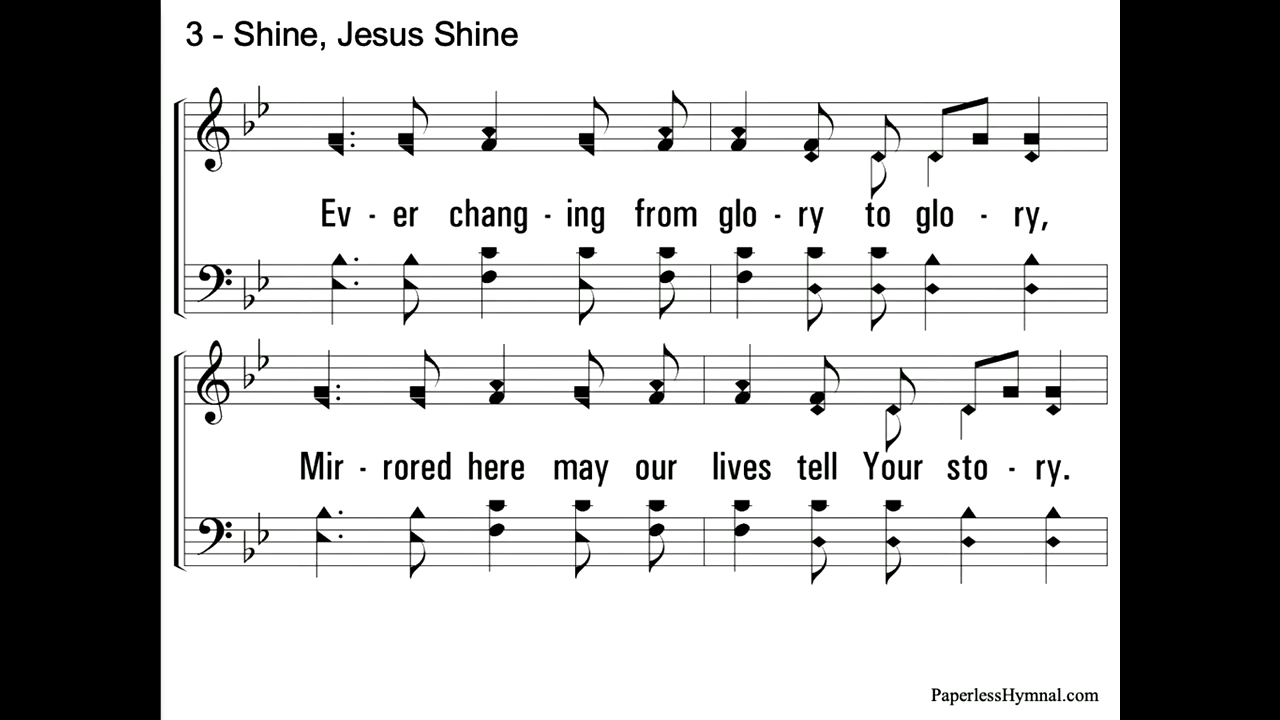 3 - Shine, Jesus Shine
Ev - er chang - ing from glo - ry to glo - ry,
Mir - rored here may our lives tell Your sto - ry.
PaperlessHymnal.com